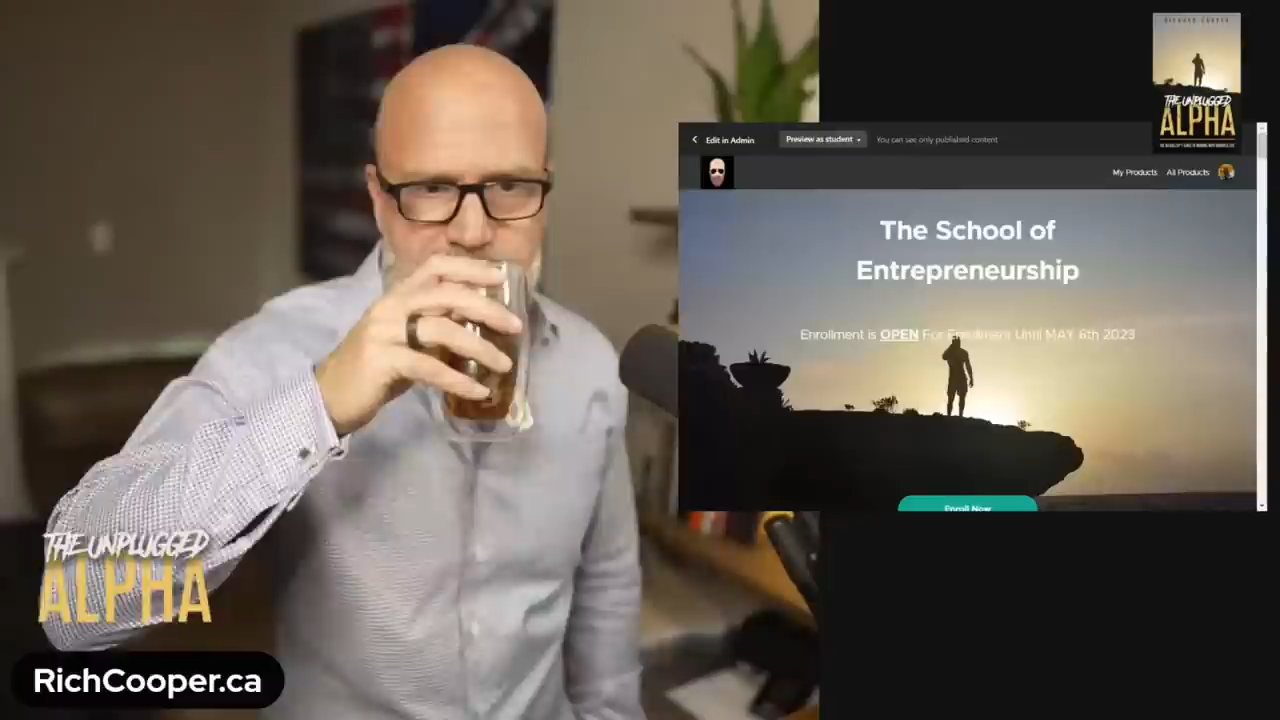 RICHARD COOPER
THE UNPLUGGED
ALPHA
Edit in Admin
Preview as student
You can see only published content
My Products
All Products
The School of
Entrepreneurship
Enrollment is OPEN For Enrollment Until MAY 6th 2023
Enroll Now
THE UNPLUGGED
ALPHA
RichCooper.ca